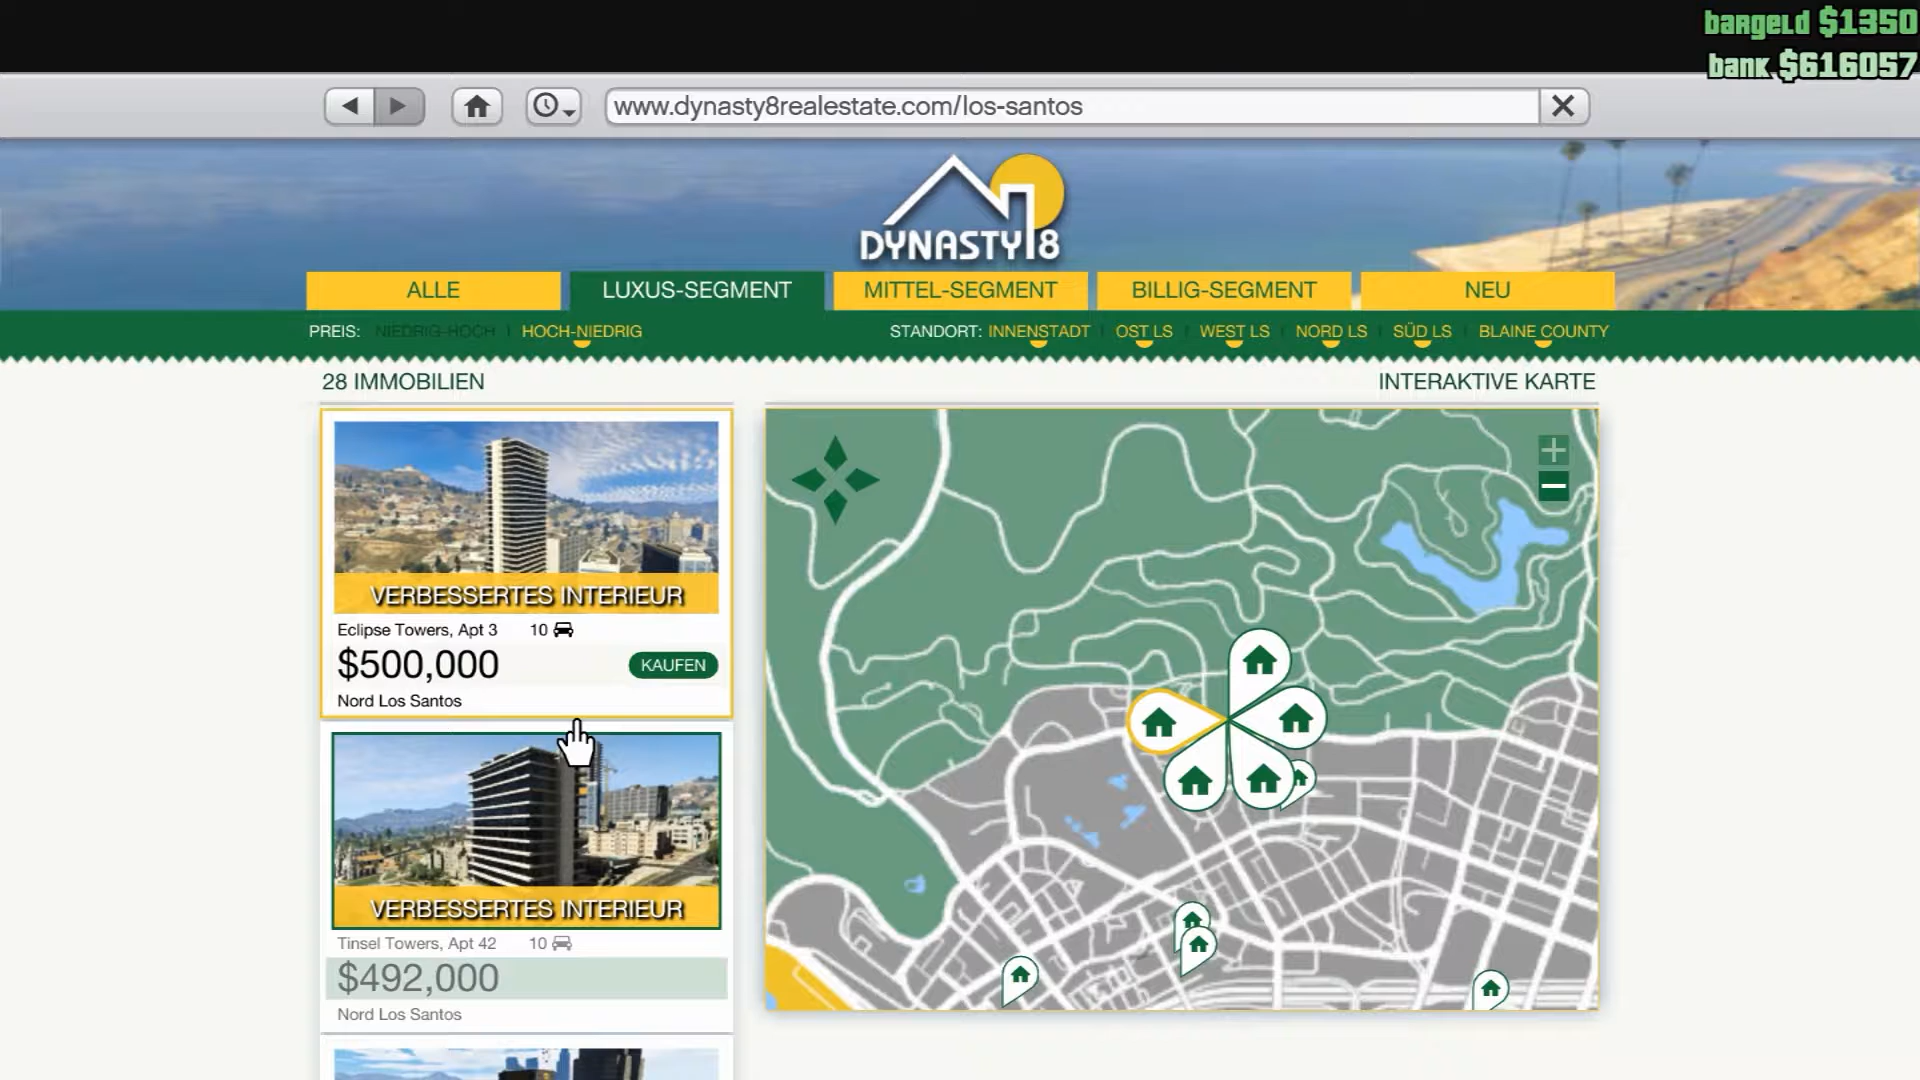 bargeld $1350
bank $616057
www.dynasty8realestate.com/los-santos
DYNASTY 8
ALLE
LUXUS-SEGMENT
MITTEL-SEGMENT
BILLIG-SEGMENT
NEU
PREIS: NIEDRIG-HOCH | HOCH-NIEDRIG
STANDORT: INNENSTADT | OST LS | WEST LS | NORD LS | SÜD LS | BLAINE COUNTY
28 IMMOBILIEN
INTERAKTIVE KARTE
VERBESSERTES INTERIEUR
Eclipse Towers, Apt 3 10
$500,000
KAUFEN
Nord Los Santos
VERBESSERTES INTERIEUR
Tinsel Towers, Apt 42 10
$492,000
Nord Los Santos